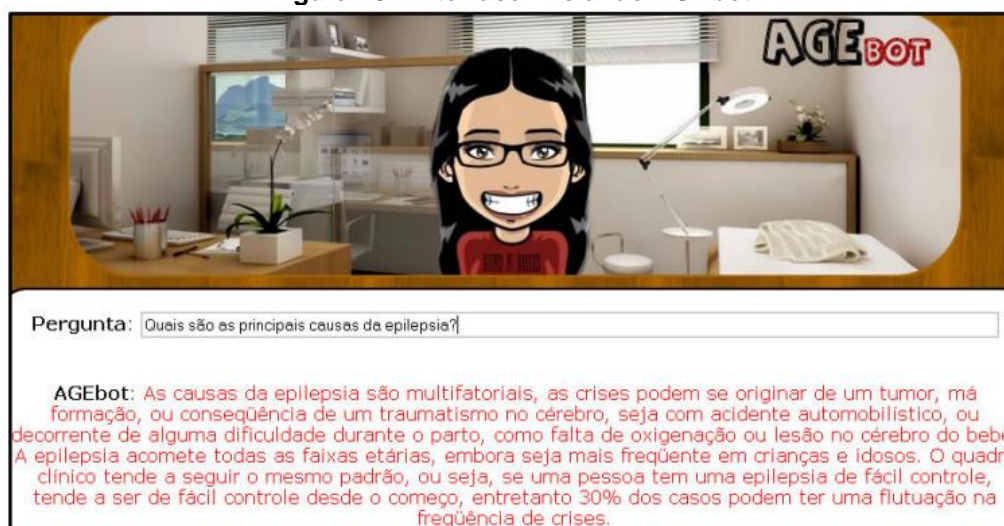 AGEBOT
Pergunta: Quais são as principais causas da epilepsia?
AGEbot: As causas da epilepsia são multifatoriais, as crises podem se originar de um tumor, má
formação, ou conseqüência de um traumatismo no cérebro, seja com acidente automobilístico, ou
decorrente de alguma dificuldade durante o parto, como falta de oxigenação ou lesão no cérebro do bebê
A epilepsia acomete todas as faixas etárias, embora seja mais freqüente em crianças e idosos. O quadro
clínico tende a seguir o mesmo padrão, ou seja, se uma pessoa tem uma epilepsia de fácil controle,
tende a ser de fácil controle desde o começo, entretanto 30% dos casos podem ter uma flutuação na
freqüência de crises.